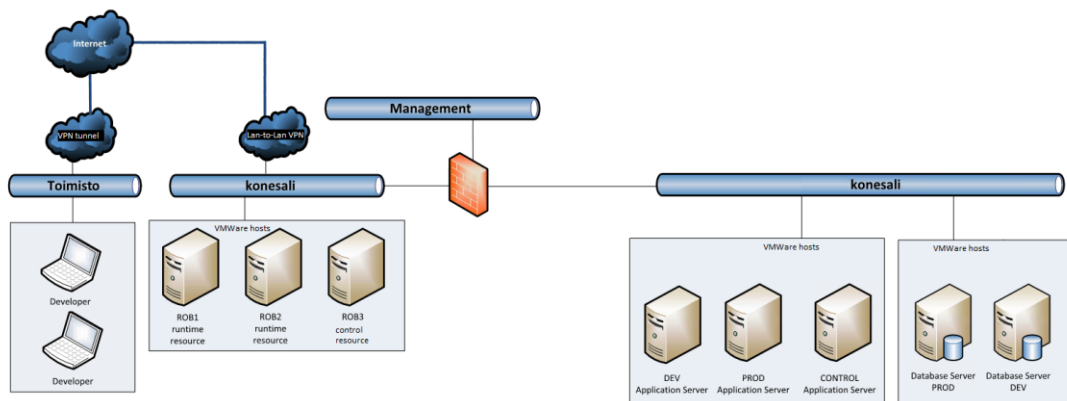 Internet
VPN tunnel
Lan-to-Lan VPN
Management
Toimisto
konesali
konesali
VMWare hosts
VMWare hosts
VMWare hosts
Developer
Developer
ROB1
runtime
resource
ROB2
runtime
resource
ROB3
control
resource
DEV
Application Server
PROD
Application Server
CONTROL
Application Server
Database Server
PROD
Database Server
DEV